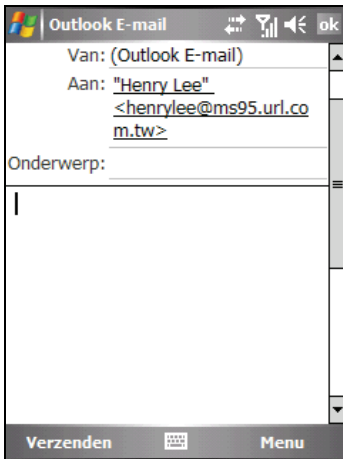 Outlook E-mail ok
Van: (Outlook E-mail)
Aan: "Henry Lee"
<henrylee@ms95.url.co
m.tw>
Onderwerp:
Verzenden Menu